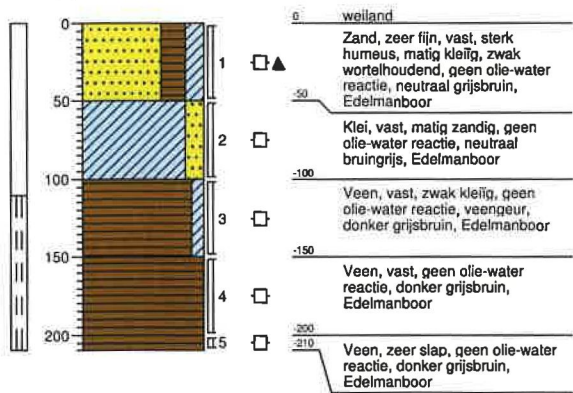 0
50
100
150
200
1
2
3
4
5
0 weiland
Zand, zeer fijn, vast, sterk
humeus, matig kleiïg, zwak
wortelhoudend, geen olie-water
reactie, neutraal grijsbruin,
Edelmanboor
-50
Klei, vast, matig zandig, geen
olie-water reactie, neutraal
bruingrijs, Edelmanboor
-100
Veen, vast, zwak kleiïg, geen
olie-water reactie, veengeur,
donker grijsbruin, Edelmanboor
-150
Veen, vast, geen olie-water
reactie, donker grijsbruin,
Edelmanboor
-200
-210
Veen, zeer slap, geen olie-water
reactie, donker grijsbruin,
Edelmanboor